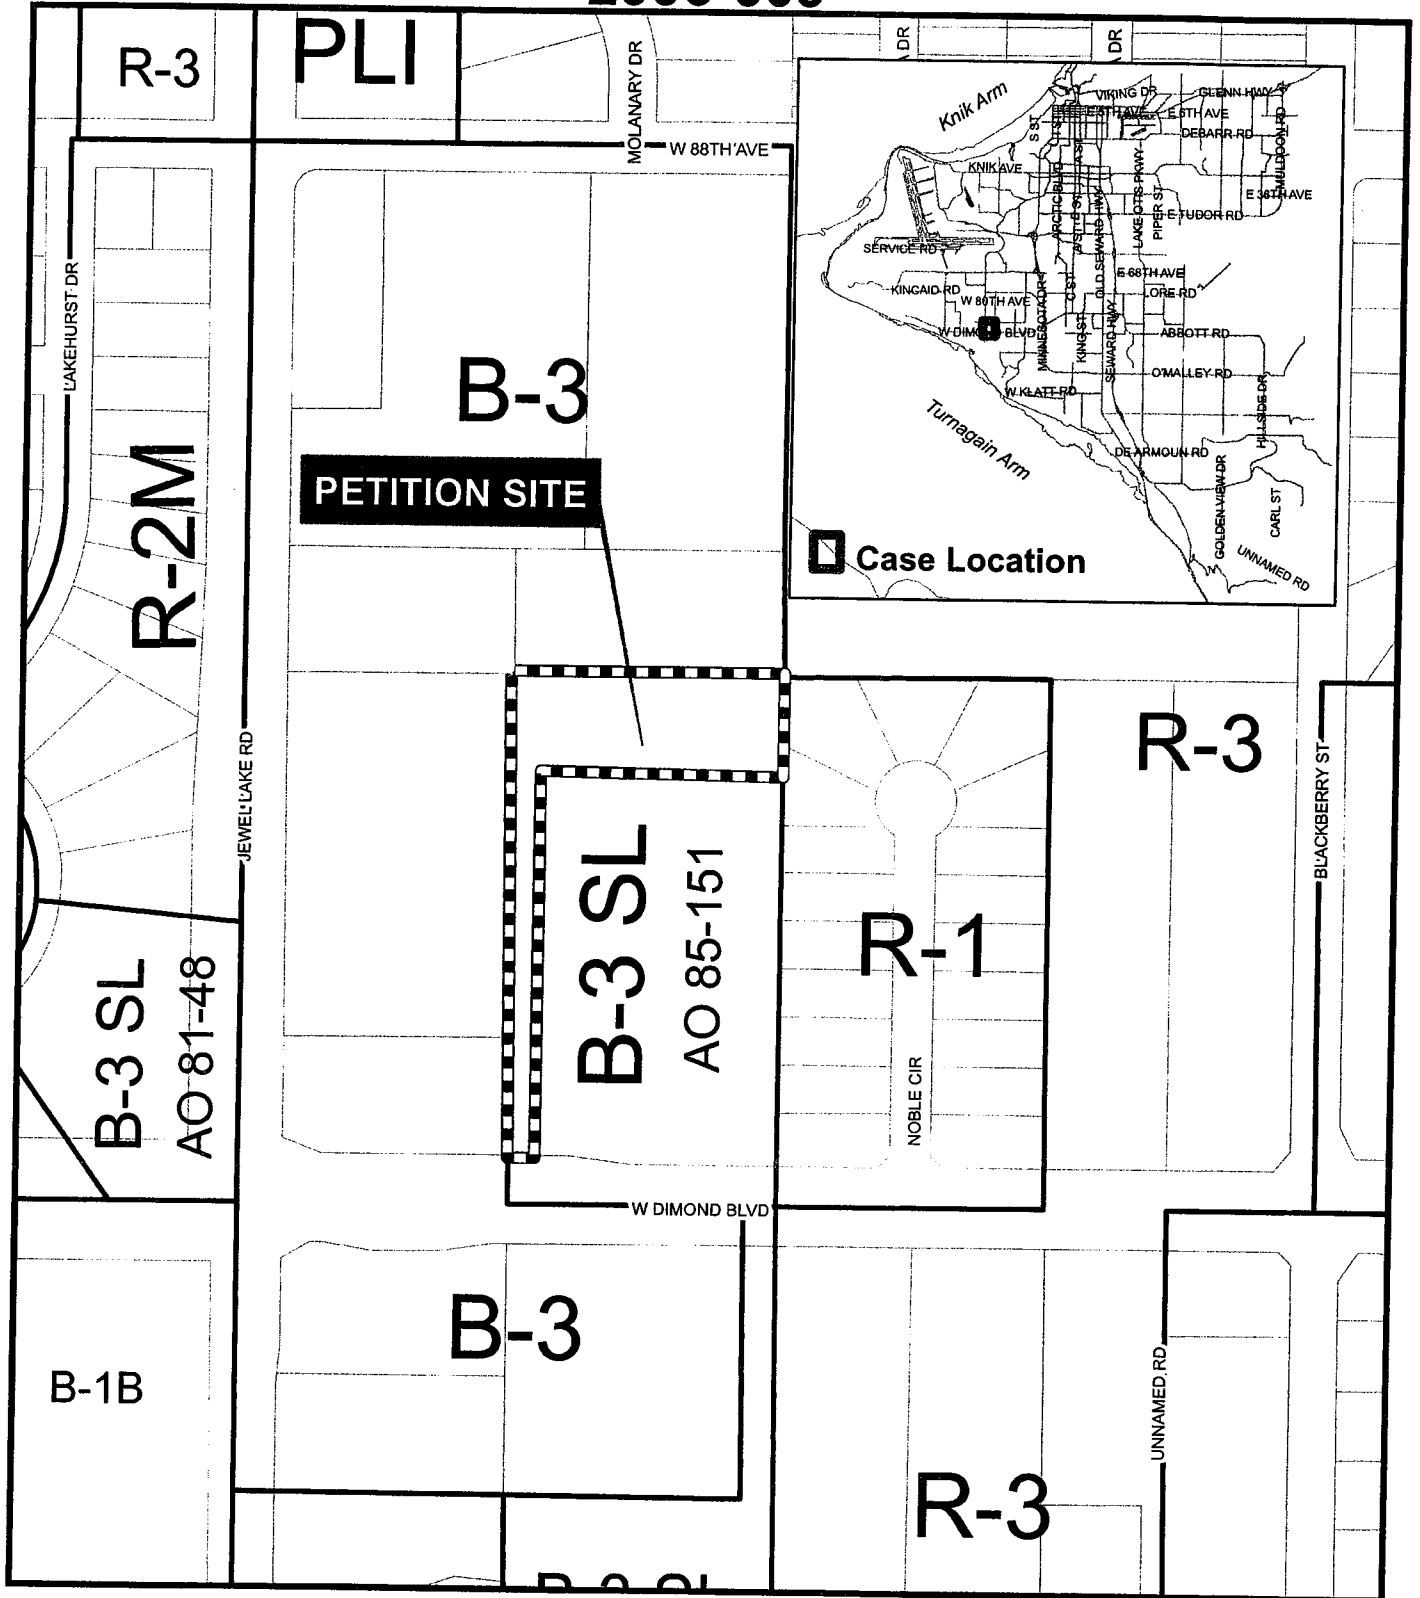 R-3
PLI
MOLANARY DR
DR
DR
W 88TH AVE
LAKEHURST DR
R-2M
B-3
PETITION SITE
Knik Arm
VIKING DR
GLENN HWY
E 5TH AVE
E 6TH AVE
DEBARR RD
MULDOON RD
KNIK AVE
E 36TH AVE
ARCTIC BLVD
OLD SEWARD HWY
LAKE OTIS PKWY
PIPER ST
E TUDOR RD
SERVICE RD
E 68TH AVE
KINCAID RD
W 80TH AVE
C ST
LORE RD
MINNESOTA DR
W DIMOND BLVD
KING ST
SEWARD HWY
ABBOTT RD
O'MALLEY RD
W KLATT RD
HILLSIDE DR
Turnagain Arm
DE ARMOUN RD
GOLDEN VIEW DR
CARL ST
UNNAMED RD
Case Location
JEWEL LAKE RD
B-3 SL
AO 85-151
R-1
NOBLE CIR
R-3
BLACKBERRY ST
B-3 SL
AO 81-48
W DIMOND BLVD
B-1B
B-3
R-3
UNNAMED RD